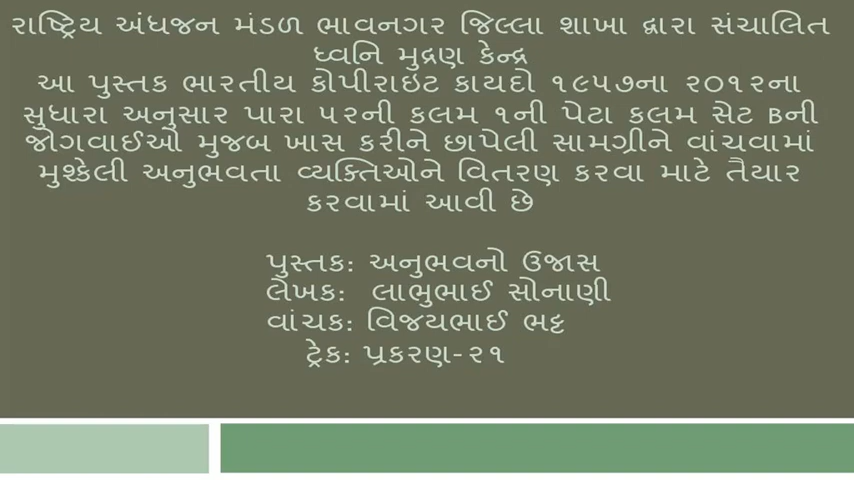 રાષ્ટ્રિય અંધજન મંડળ ભાવનગર જિલ્લા શાખા દ્વારા સંચાલિત
ધ્વનિ મુદ્રણ કેન્દ્ર
આ પુસ્તક ભારતીય કોપીરાઇટ કાયદો ૧૯૫૭ના ૨૦૧૨ના
સુધારા અનુસાર પારા ૫૨ની કલમ ૧ની પેટા કલમ સેટ Bની
જોગવાઈઓ મુજબ ખાસ કરીને છાપેલી સામગ્રીને વાંચવામાં
મુશ્કેલી અનુભવતા વ્યક્તિઓને વિતરણ કરવા માટે તૈયાર
કરવામાં આવી છે
પુસ્તક: અનુભવનો ઉજાસ
લેખક: લાભુભાઈ સોનાણી
વાંચક: વિજયભાઈ ભટ્ટ
ટ્રેક: પ્રકરણ-૨૧